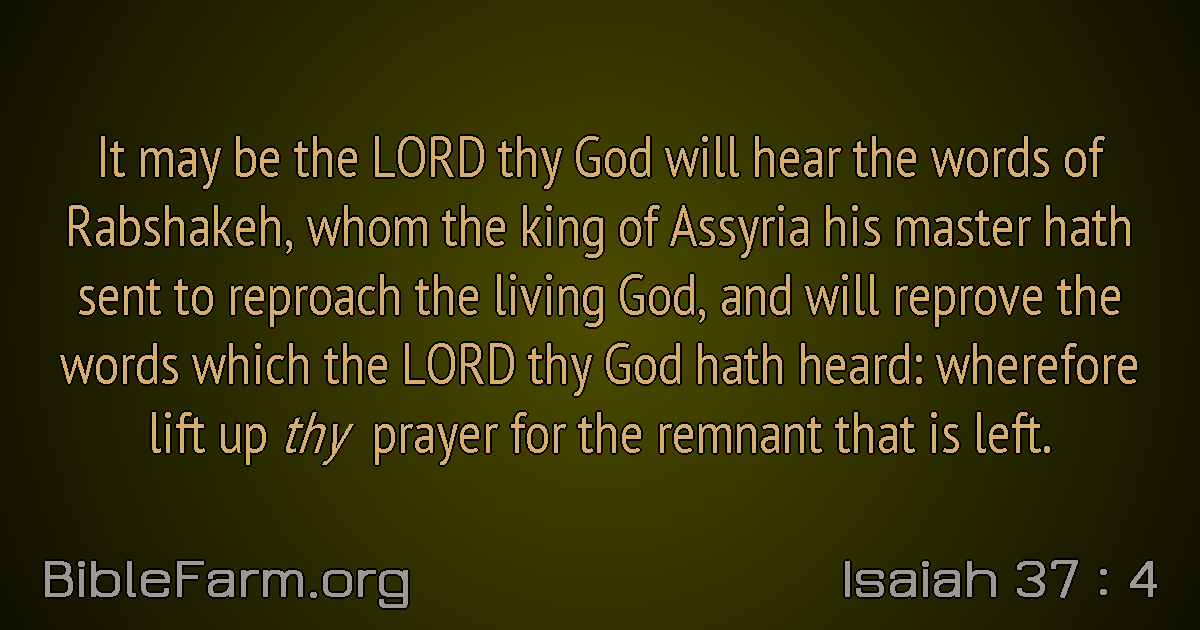 It may be the LORD thy God will hear the words of
Rabshakeh, whom the king of Assyria his master hath
sent to reproach the living God, and will reprove the
words which the LORD thy God hath heard: wherefore
lift up thy prayer for the remnant that is left.
BibleFarm.org
Isaiah 37 : 4